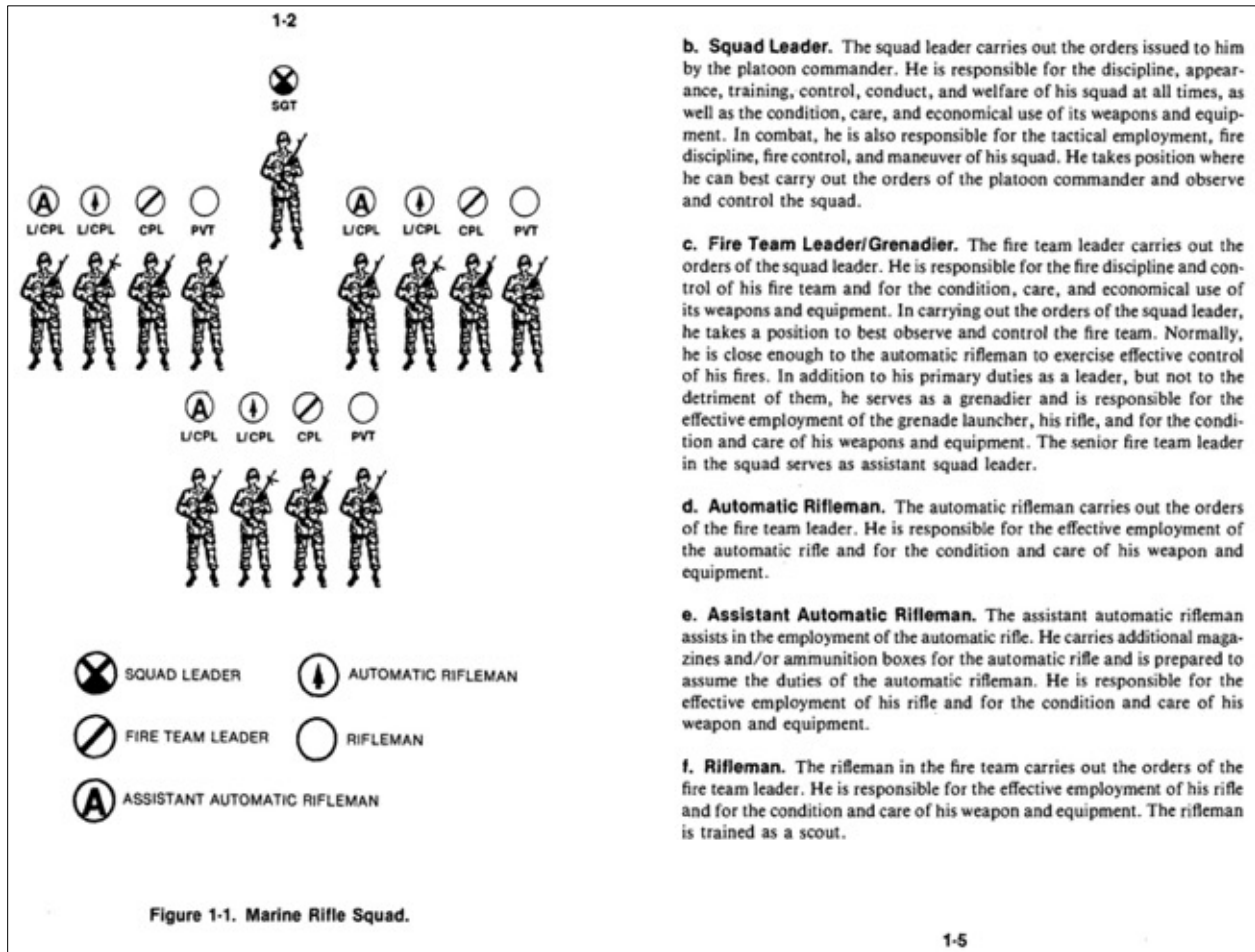 1-2
SGT
A
L/CPL L/CPL CPL PVT
A
L/CPL L/CPL CPL PVT
A
L/CPL L/CPL CPL PVT
SQUAD LEADER
AUTOMATIC RIFLEMAN
FIRE TEAM LEADER
RIFLEMAN
A ASSISTANT AUTOMATIC RIFLEMAN
Figure 1-1. Marine Rifle Squad.
b. Squad Leader. The squad leader carries out the orders issued to him
by the platoon commander. He is responsible for the discipline, appear-
ance, training, control, conduct, and welfare of his squad at all times, as
well as the condition, care, and economical use of its weapons and equip-
ment. In combat, he is also responsible for the tactical employment, fire
discipline, fire control, and maneuver of his squad. He takes position where
he can best carry out the orders of the platoon commander and observe
and control the squad.
c. Fire Team Leader/Grenadier. The fire team leader carries out the
orders of the squad leader. He is responsible for the fire discipline and con-
trol of his fire team and for the condition, care, and economical use of
its weapons and equipment. In carrying out the orders of the squad leader,
he takes a position to best observe and control the fire team. Normally,
he is close enough to the automatic rifleman to exercise effective control
of his fires. In addition to his primary duties as a leader, but not to the
detriment of them, he serves as a grenadier and is responsible for the
effective employment of the grenade launcher, his rifle, and for the condi-
tion and care of his weapons and equipment. The senior fire team leader
in the squad serves as assistant squad leader.
d. Automatic Rifleman. The automatic rifleman carries out the orders
of the fire team leader. He is responsible for the effective employment of
the automatic rifle and for the condition and care of his weapon and
equipment.
e. Assistant Automatic Rifleman. The assistant automatic rifleman
assists in the employment of the automatic rifle. He carries additional maga-
zines and/or ammunition boxes for the automatic rifle and is prepared to
assume the duties of the automatic rifleman. He is responsible for the
effective employment of his rifle and for the condition and care of his
weapon and equipment.
f. Rifleman. The rifleman in the fire team carries out the orders of the
fire team leader. He is responsible for the effective employment of his rifle
and for the condition and care of his weapon and equipment. The rifleman
is trained as a scout.
1-5